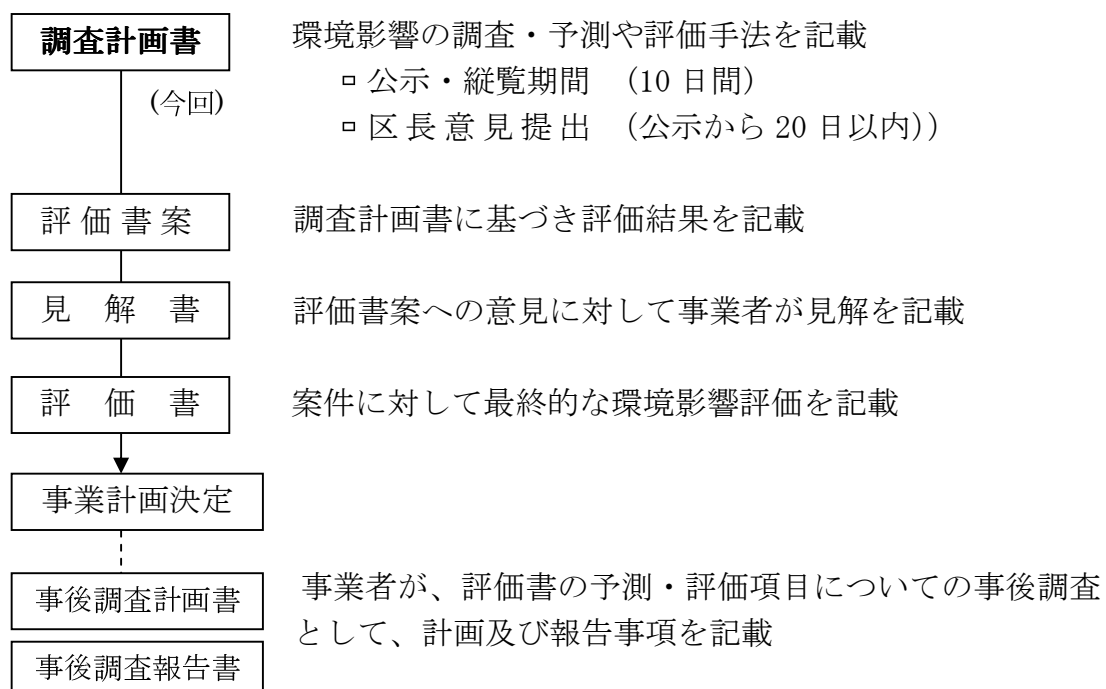 調査計画書 環境影響の調査・予測や評価手法を記載
▫ 公示・縦覧期間 (10 日間)
(今回)
▫ 区長意見提出 (公示から 20 日以内))
評価書案 調査計画書に基づき評価結果を記載
見解書 評価書案への意見に対して事業者が見解を記載
評価書 案件に対して最終的な環境影響評価を記載
事業計画決定
事後調査計画書 事業者が、評価書の予測・評価項目についての事後調査
として、計画及び報告事項を記載
事後調査報告書